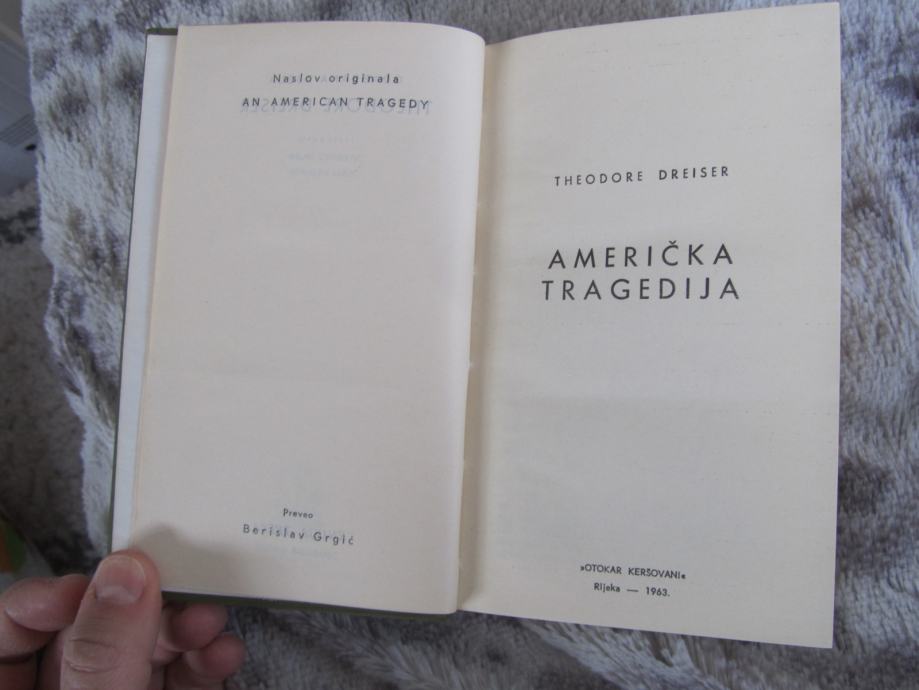 Naslov originala
AN AMERICAN TRAGEDY
Preveo
Berislav Grgić
THEODORE DREISER
AMERIČKA
TRAGEDIJA
»OTOKAR KERŠOVANI«
Rijeka — 1963.